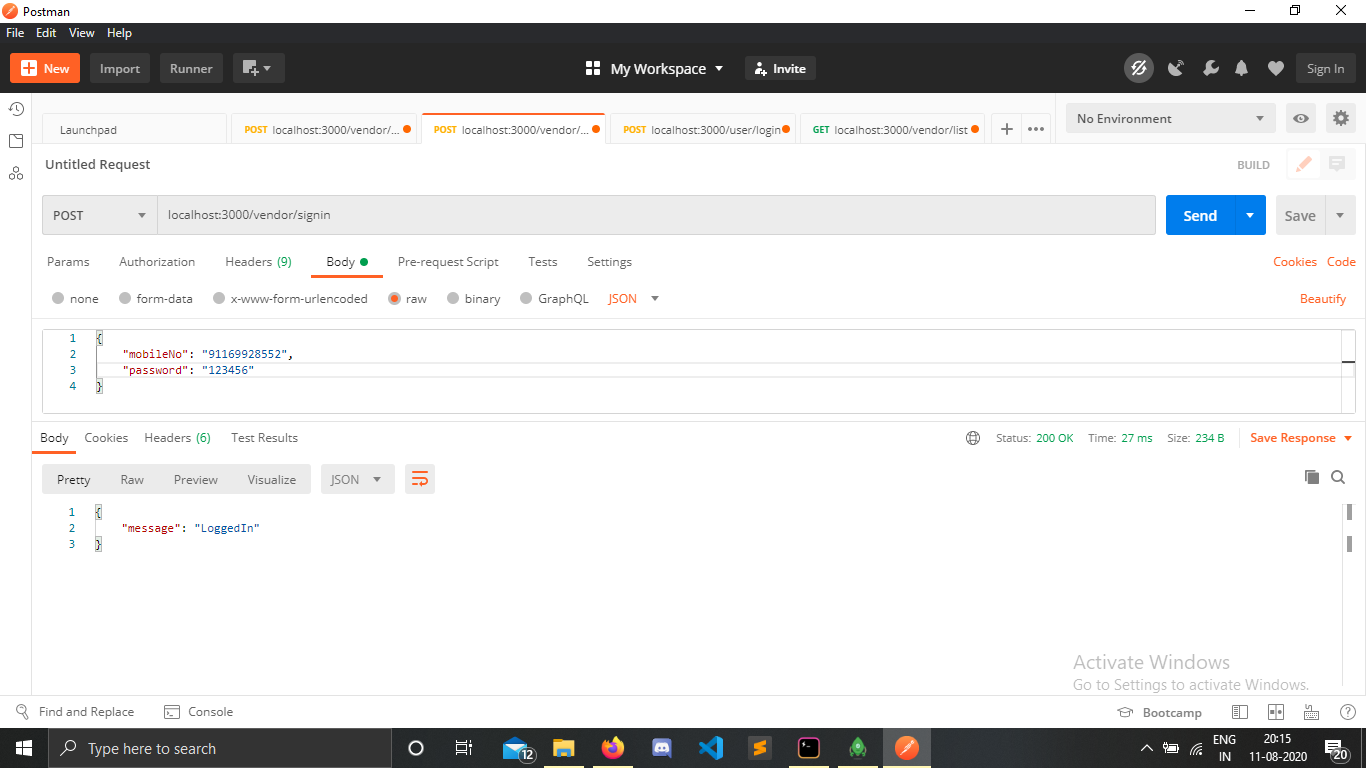 Postman
File Edit View Help
New Import Runner My Workspace Invite Sign In
Launchpad POST localhost:3000/vendor/... POST localhost:3000/vendor/... POST localhost:3000/user/login GET localhost:3000/vendor/list + ••• No Environment
Untitled Request BUILD
POST localhost:3000/vendor/signin Send Save
Params Authorization Headers (9) Body Pre-request Script Tests Settings Cookies Code
none form-data x-www-form-urlencoded raw binary GraphQL JSON Beautify
1 {
2 "mobileNo": "91169928552",
3 "password": "123456"
4 }
Body Cookies Headers (6) Test Results Status: 200 OK Time: 27 ms Size: 234 B Save Response
Pretty Raw Preview Visualize JSON
1 {
2 "message": "LoggedIn"
3 }
Activate Windows
Go to Settings to activate Windows.
Find and Replace Console Bootcamp
Type here to search 12 ENG IN 20:15 11-08-2020 20